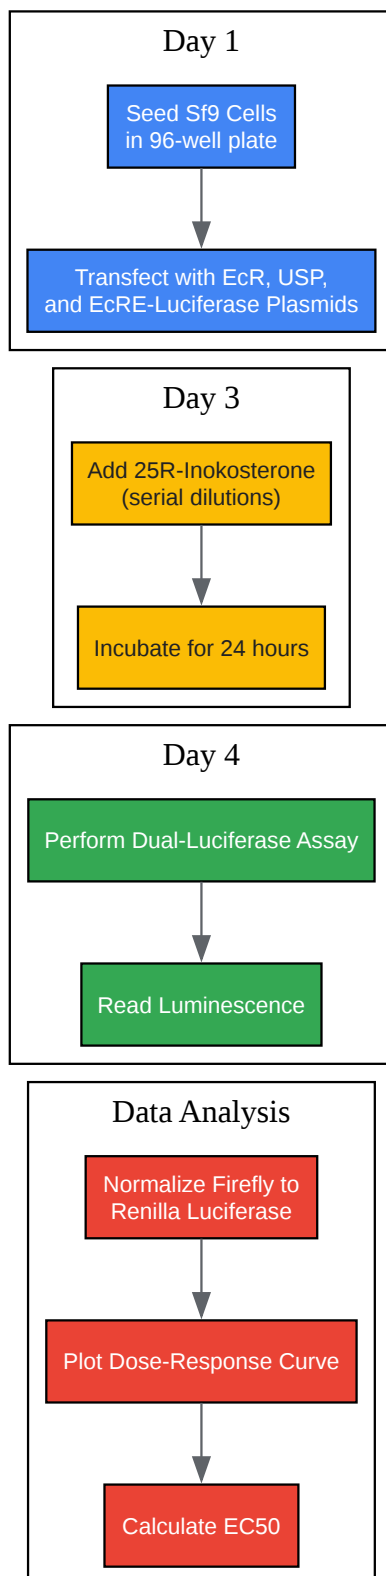 Day 1
Seed Sf9 Cells
in 96-well plate
Transfect with EcR, USP,
and EcRE-Luciferase Plasmids
Day 3
Add 25R-Inokosterone
(serial dilutions)
Incubate for 24 hours
Day 4
Perform Dual-Luciferase Assay
Read Luminescence
Data Analysis
Normalize Firefly to
Renilla Luciferase
Plot Dose-Response Curve
Calculate EC50